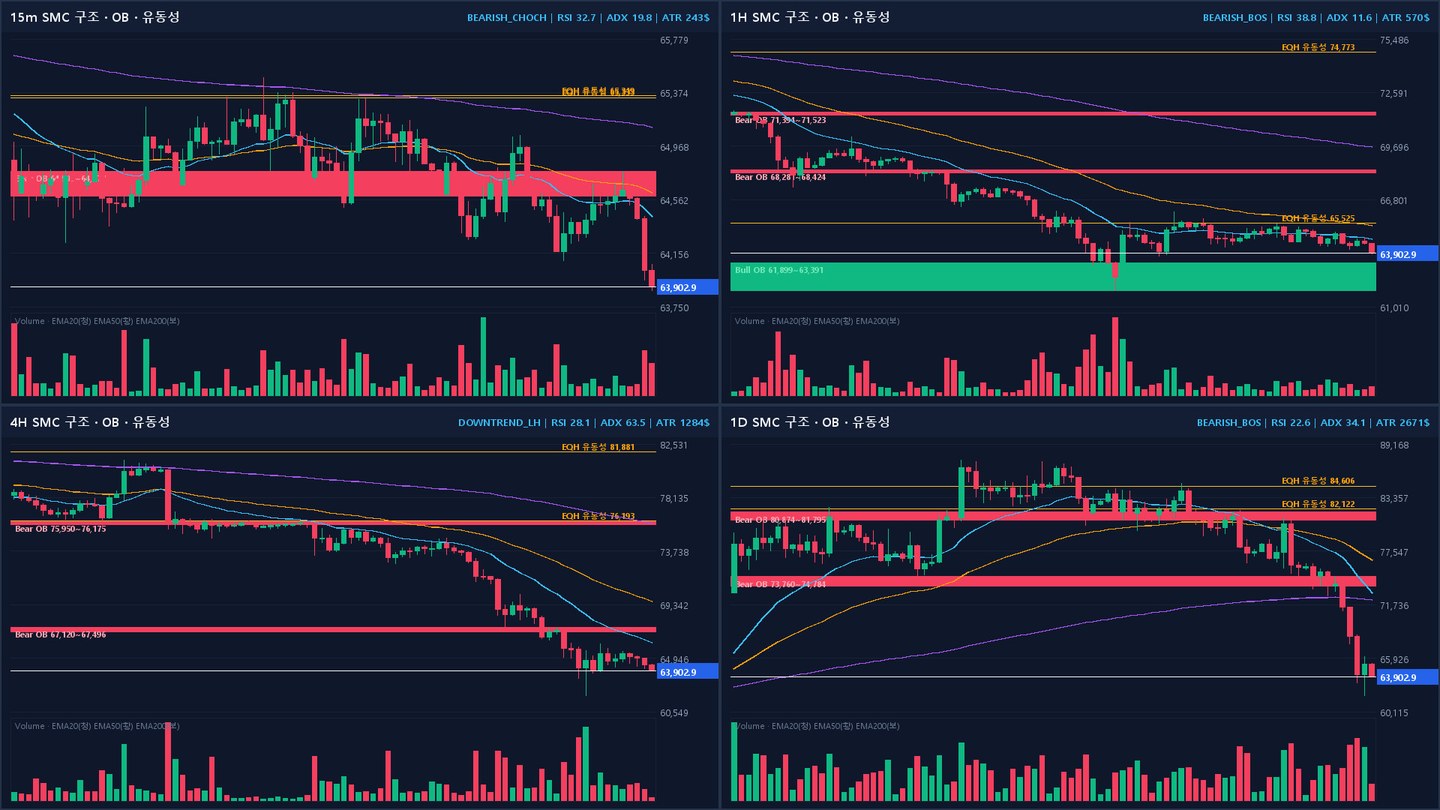 15m SMC 구조 · OB · 유동성
BEARISH_CHOCH | RSI 32.7 | ADX 19.8 | ATR 243$
65,779
65,374
64,968
64,562
64,156
63,902.9
63,750
EQH 유동성
Volume · EMA20(청) EMA50(황) EMA200(보)
1H SMC 구조 · OB · 유동성
BEARISH_BOS | RSI 38.8 | ADX 11.6 | ATR 570$
EQH 유동성 74,773
75,486
72,591
Bear OB 71,394~71,523
69,696
Bear OB 68,281~68,424
66,801
EQH 유동성 65,525
63,902.9
Bull OB 61,899~63,391
61,010
Volume · EMA20(청) EMA50(황) EMA200(보)
4H SMC 구조 · OB · 유동성
DOWNTREND_LH | RSI 28.1 | ADX 63.5 | ATR 1284$
EQH 유동성 81,881
82,531
78,135
EQH 유동성 76,193
Bear OB 75,950~76,175
73,738
69,342
Bear OB 67,120~67,496
64,946
63,902.9
60,549
Volume · EMA20(청) EMA50(황) EMA200(보)
1D SMC 구조 · OB · 유동성
BEARISH_BOS | RSI 22.6 | ADX 34.1 | ATR 2671$
89,168
EQH 유동성 84,606
83,357
EQH 유동성 82,122
Bear OB 80,874~81,795
77,547
Bear OB 73,760~74,784
71,736
65,926
63,902.9
60,115
Volume · EMA20(청) EMA50(황) EMA200(보)